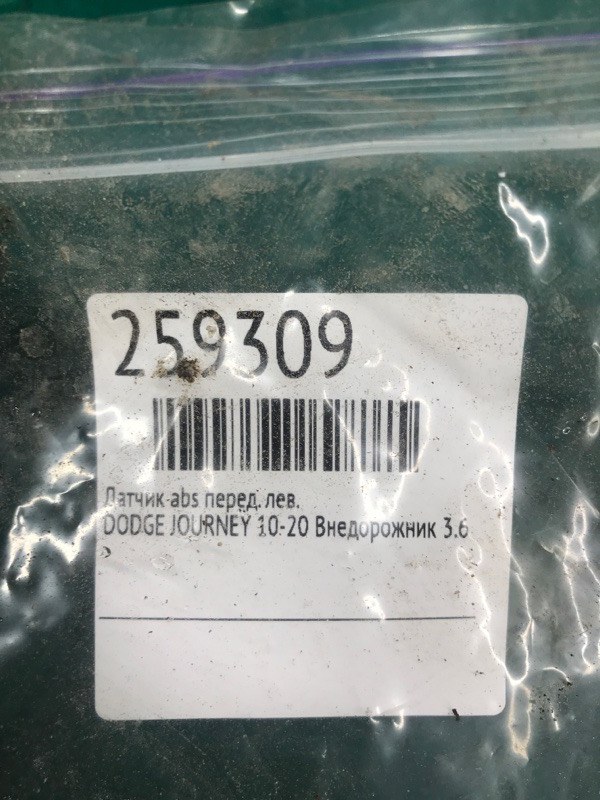 259309
Датчик abs перед. лев.
DODGE JOURNEY 10-20 Внедорожник 3.6